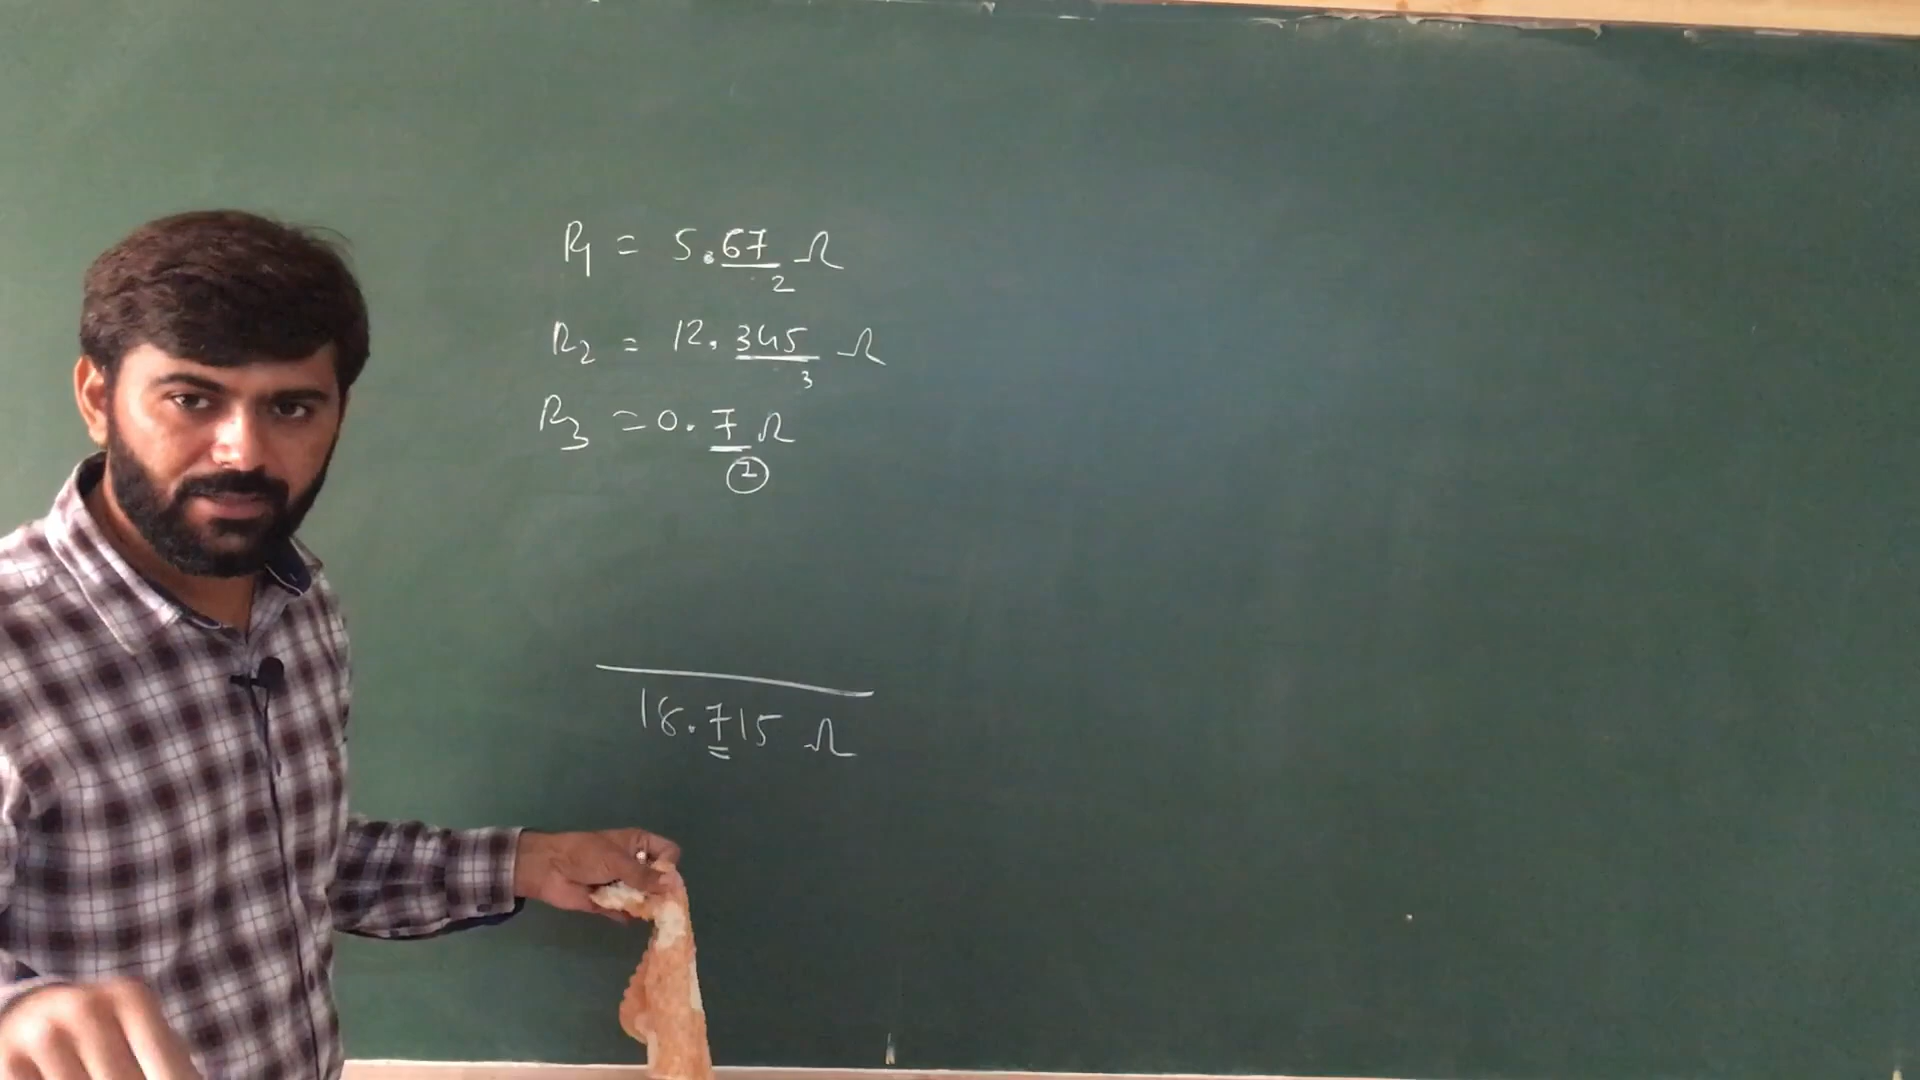 R1 = 5.67 Ω
2
R2 = 12.345 Ω
3
R3 = 0.7 Ω
1
18.715 Ω